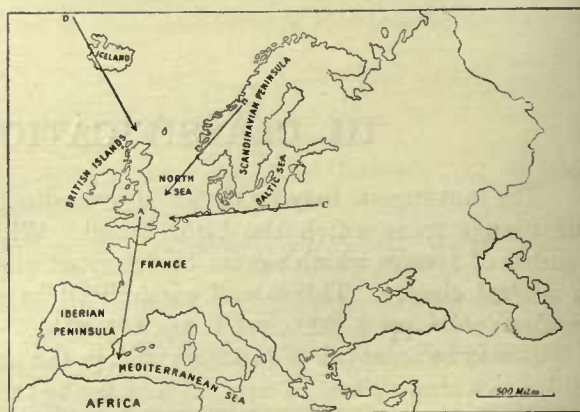 D
ICELAND
B
SCANDINAVIAN PENINSULA
BRITISH ISLANDS
NORTH
SEA
BALTIC SEA
A
C
FRANCE
IBERIAN
PENINSULA
MEDITERRANEAN SEA
AFRICA
500 Miles